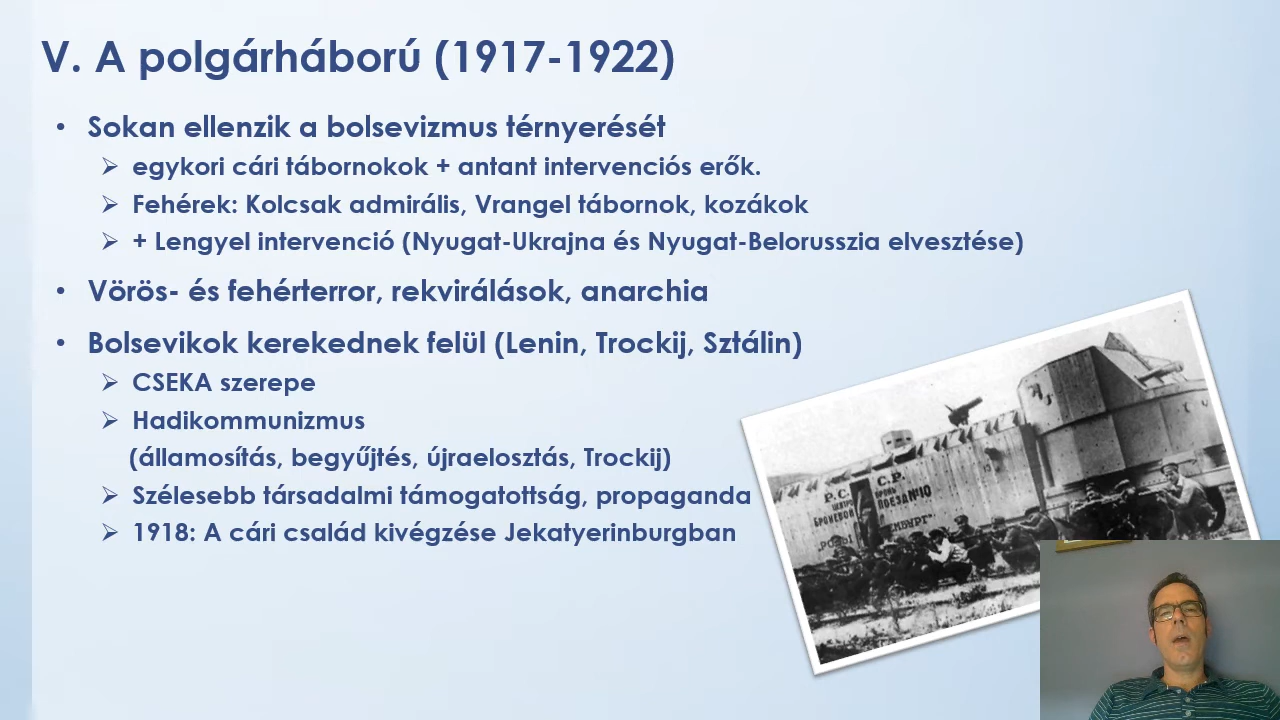 V. A polgárháború (1917-1922)
• Sokan ellenzik a bolsevizmus térnyerését
➢ egykori cári tábornokok + antant intervenciós erők.
➢ Fehérek: Kolcsak admirális, Vrangel tábornok, kozákok
➢ + Lengyel intervenció (Nyugat-Ukrajna és Nyugat-Belorusszia elvesztése)
• Vörös- és fehérterror, rekvirálások, anarchia
• Bolsevikok kerekednek felül (Lenin, Trockij, Sztálin)
➢ CSEKA szerepe
➢ Hadikommunizmus
(államosítás, begyűjtés, újraelosztás, Trockij)
➢ Szélesebb társadalmi támogatottság, propaganda
➢ 1918: A cári család kivégzése Jekatyerinburgban
Р.С. С.Р.